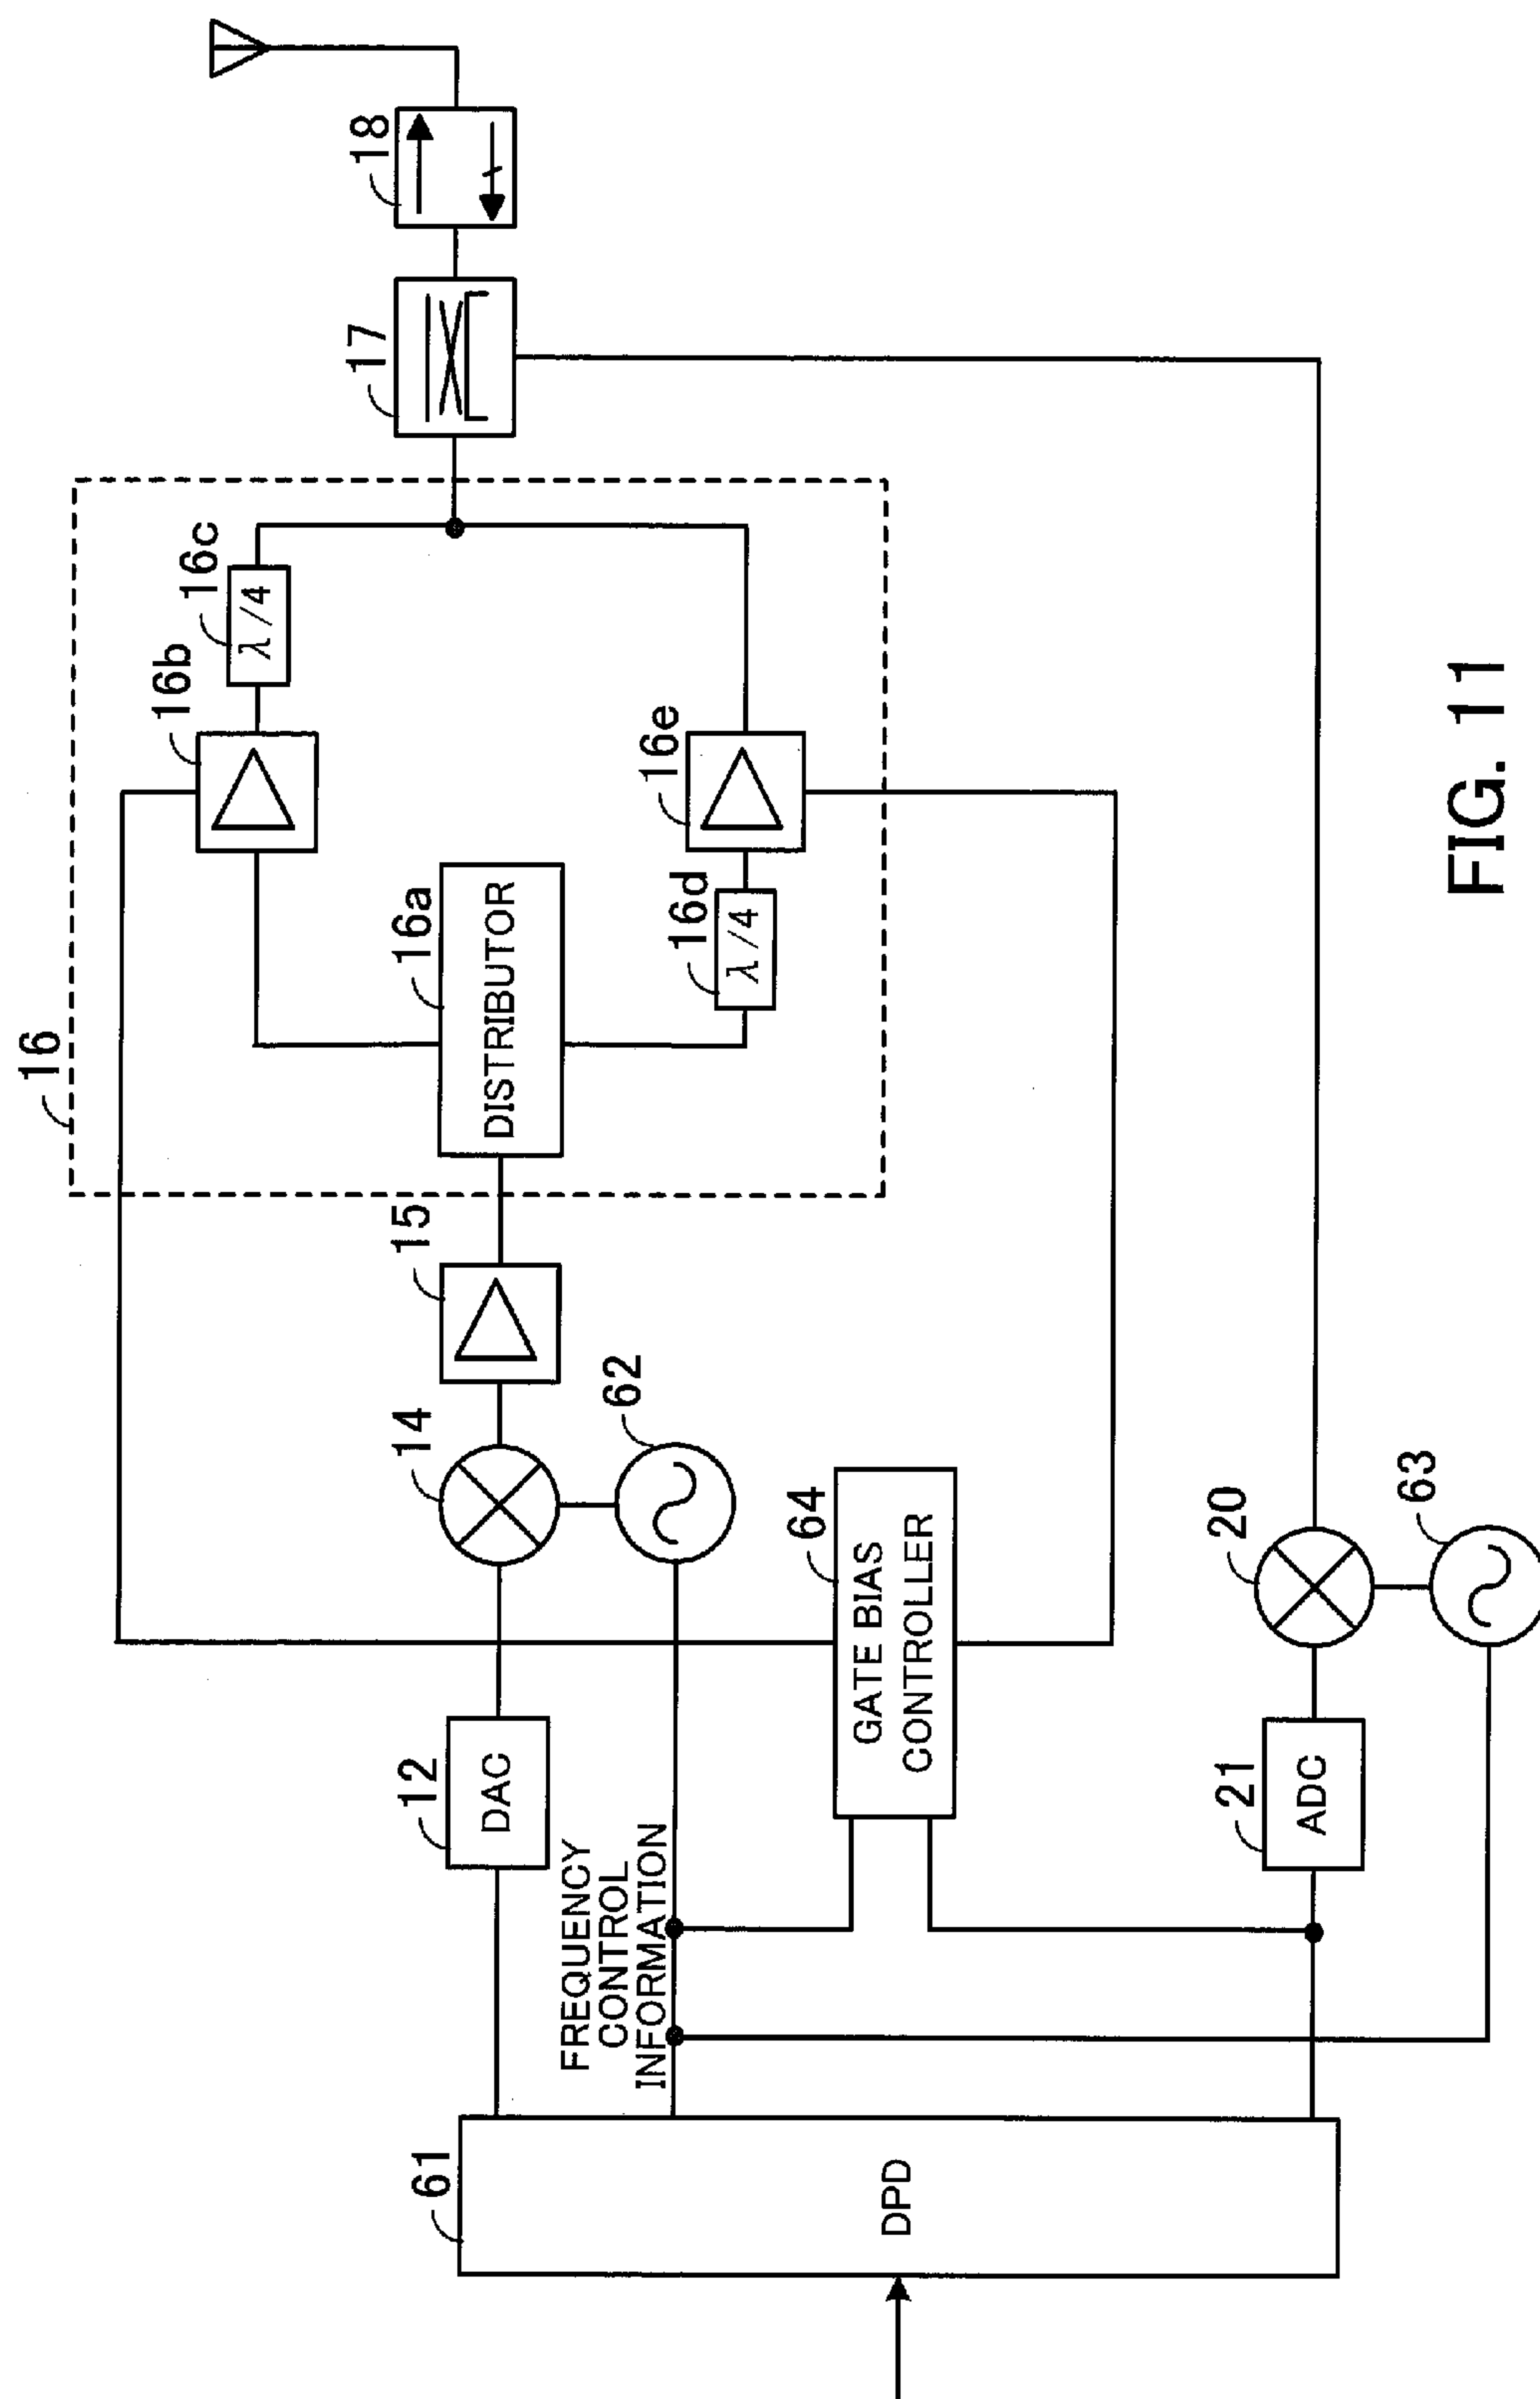 16
16b
16c
17
18
61
12
DAC
14
15
16a
DISTRIBUTOR
FREQUENCY
CONTROL
INFORMATION
62
16d
λ/4
16e
λ/4
DPD
64
GATE BIAS
CONTROLLER
21
ADC
20
63
FIG. 11